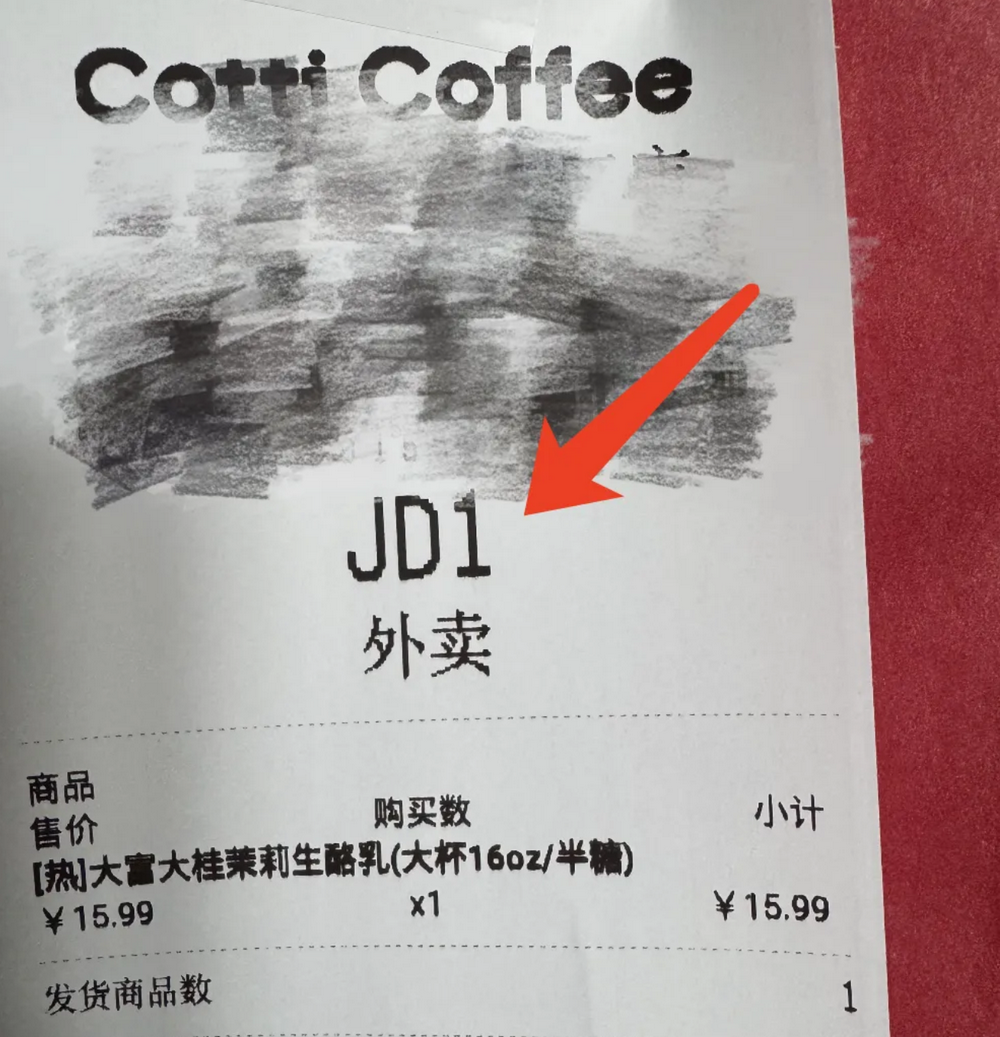 Cotti Coffee
JD1
外卖
商品
售价 购买数 小计
[热]大富大桂茉莉生酪乳(大杯16oz/半糖)
￥15.99 x1 ￥15.99
发货商品数 1